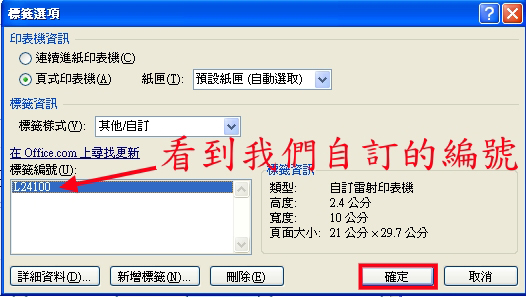 標籤選項
印表機資訊
連續進紙印表機(C)
頁式印表機(A) 紙匣(T): 預設紙匣 (自動選取)
標籤資訊
標籤樣式(V): 其他/自訂
在 Office.com 上尋找更新
看到我們自訂的編號
標籤編號(U):
L24100
標籤資訊
類型: 自訂雷射印表機
高度: 2.4 公分
寬度: 10 公分
頁面大小: 21 公分 × 29.7 公分
詳細資料(D)... 新增標籤(N)... 刪除(E) 確定 取消